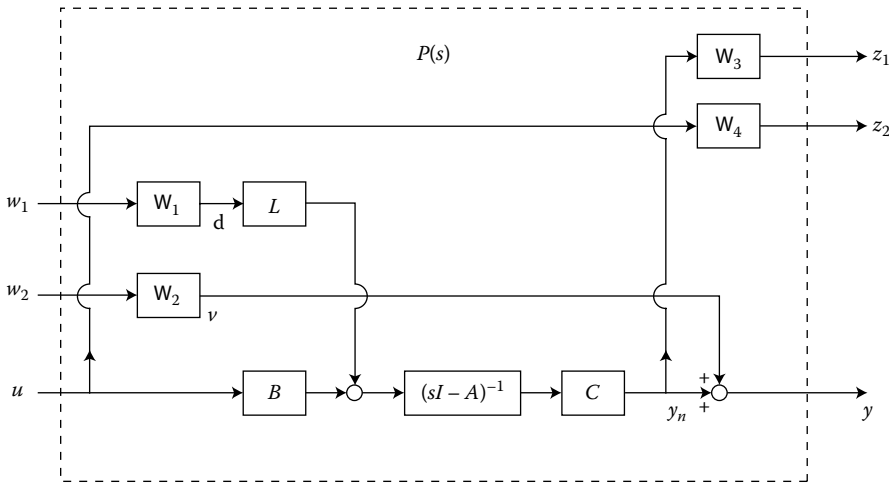 P(s)
W₃
z₁
W₄
z₂
w₁
W₁
d
L
w₂
W₂
v
u
B
(sI – A)⁻¹
C
yₙ
+
+
y